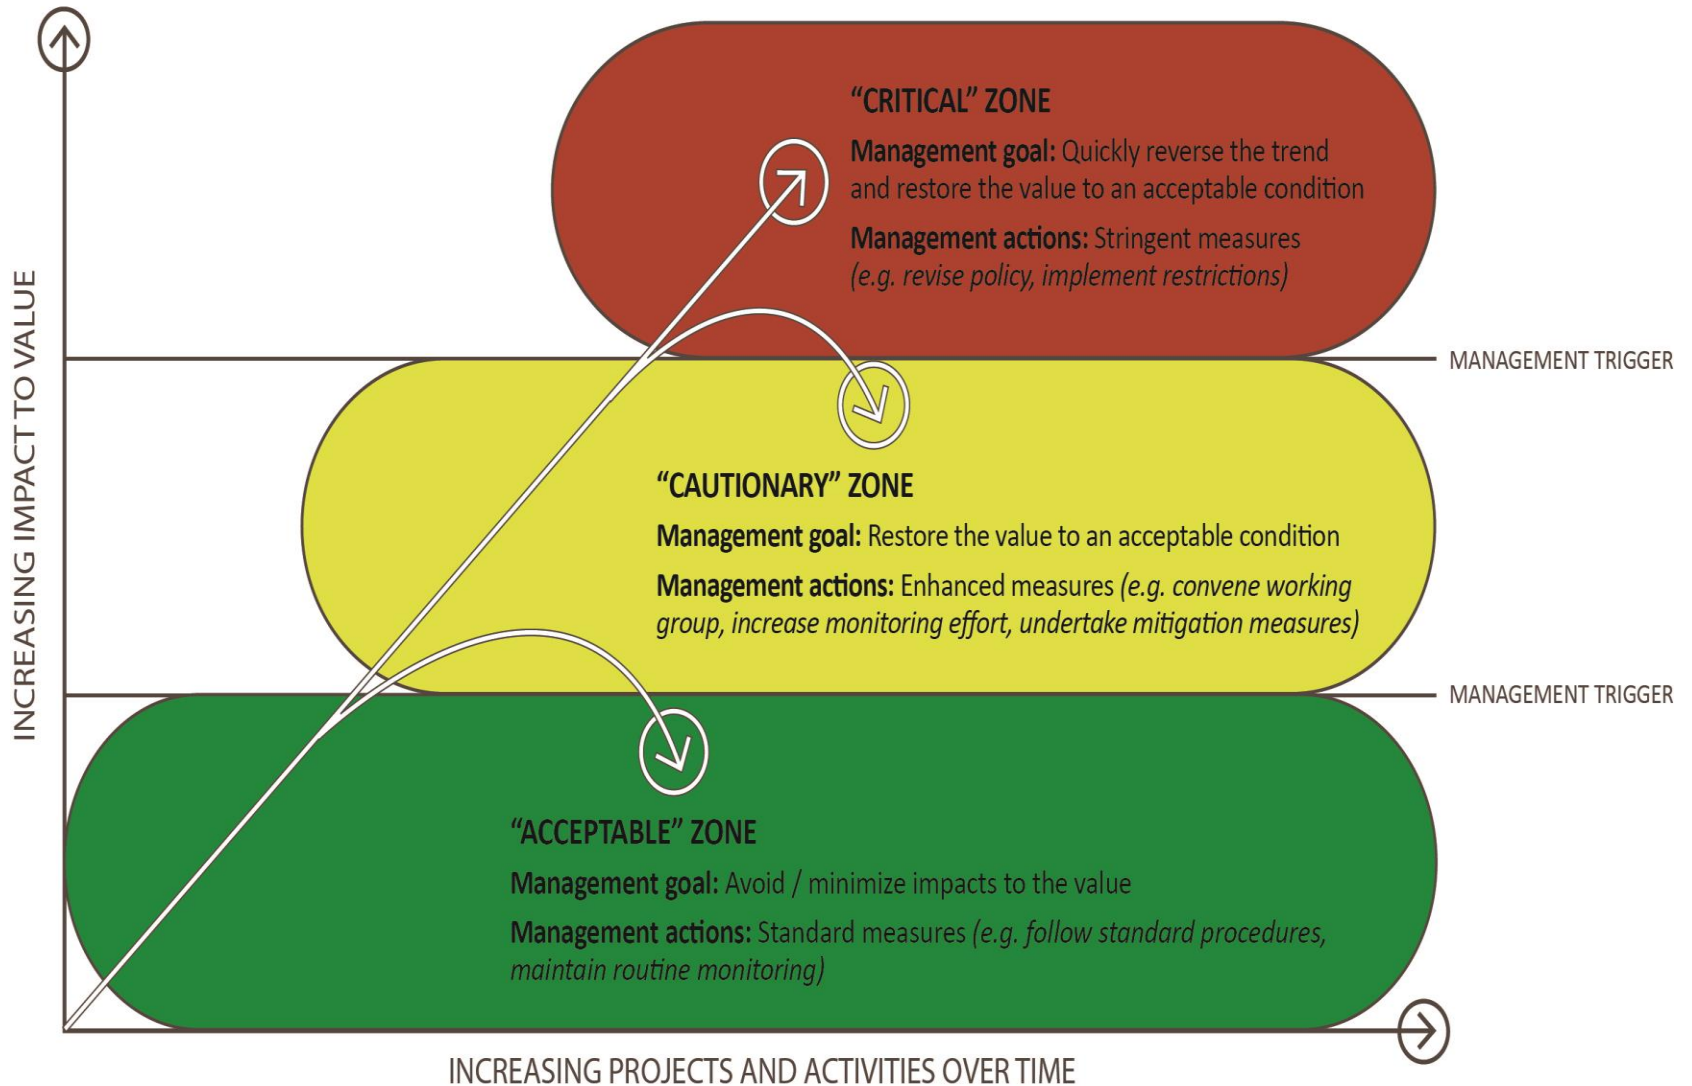 “CRITICAL” ZONE
Management goal: Quickly reverse the trend
and restore the value to an acceptable condition
Management actions: Stringent measures
(e.g. revise policy, implement restrictions)
INCREASING IMPACT TO VALUE
MANAGEMENT TRIGGER
“CAUTIONARY” ZONE
Management goal: Restore the value to an acceptable condition
Management actions: Enhanced measures (e.g. convene working
group, increase monitoring effort, undertake mitigation measures)
MANAGEMENT TRIGGER
“ACCEPTABLE” ZONE
Management goal: Avoid / minimize impacts to the value
Management actions: Standard measures (e.g. follow standard procedures,
maintain routine monitoring)
INCREASING PROJECTS AND ACTIVITIES OVER TIME